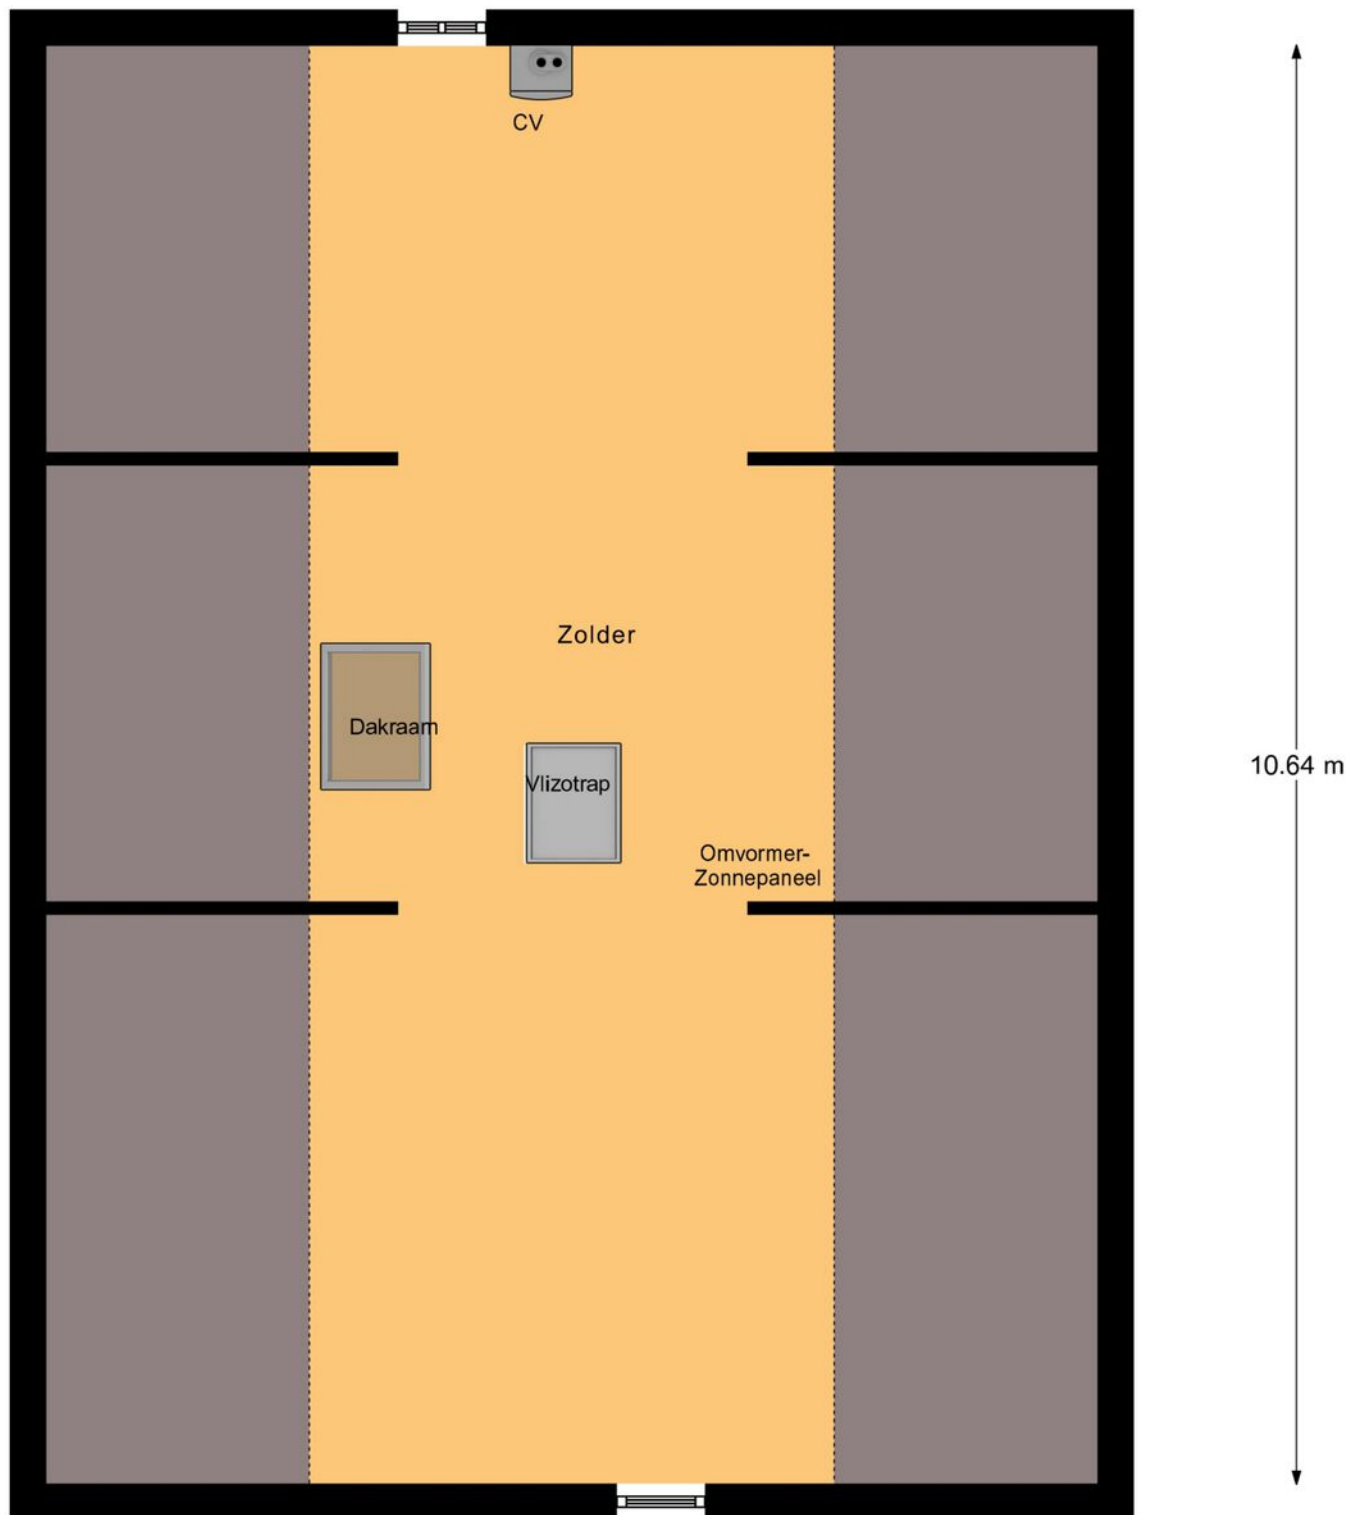 CV
Zolder
Dakraam
10.64 m
Vlizotrap
Omvormer-
Zonnepaneel